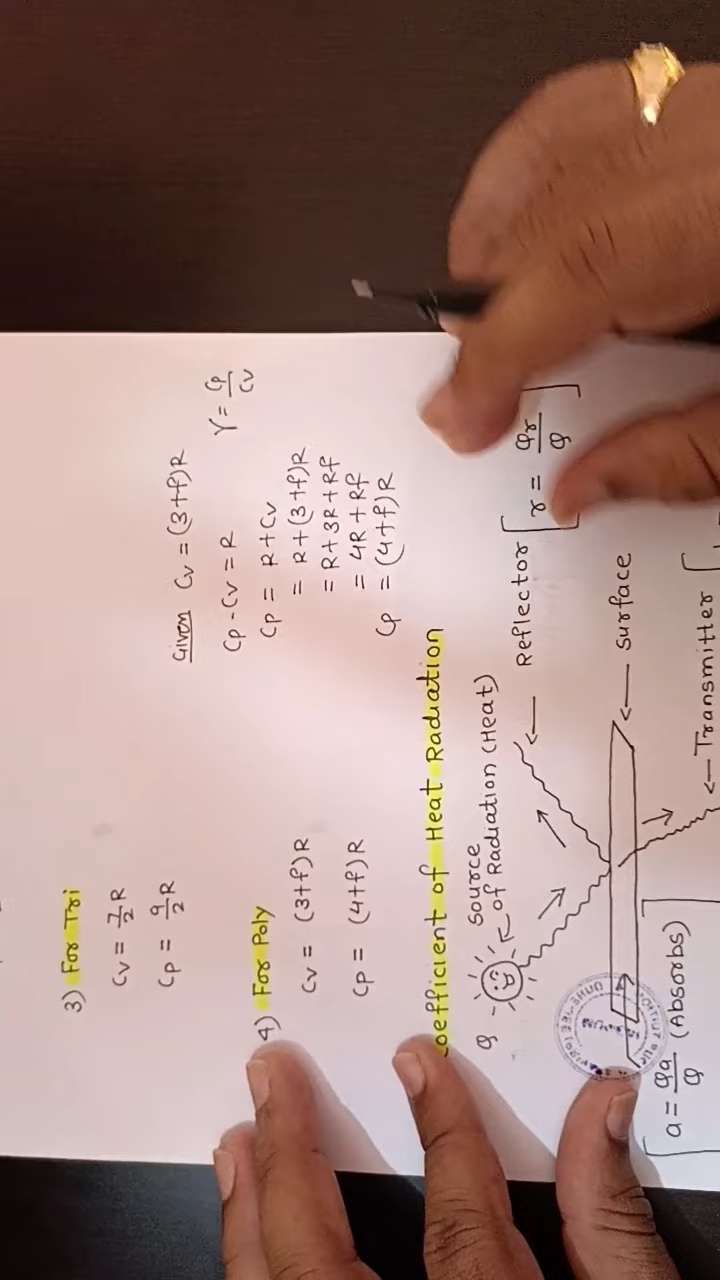 3) For Tri
Cv = 7/2 R
Cp = 9/2 R
4) For Poly
Cv = (3+f)R
Cp = (4+f)R
Given Cv = (3+f)R
Cp - Cv = R
γ = Cp/Cv
Cp = R + Cv
= R + (3+f)R
= R + 3R + Rf
= 4R + Rf
Cp = (4+f)R
oefficient of Heat Radiation
Q
Source
of Radiation (Heat)
Reflector [r = Qr/Q]
surface
[a = Qa/Q (Absorbs)]
Transmitter [